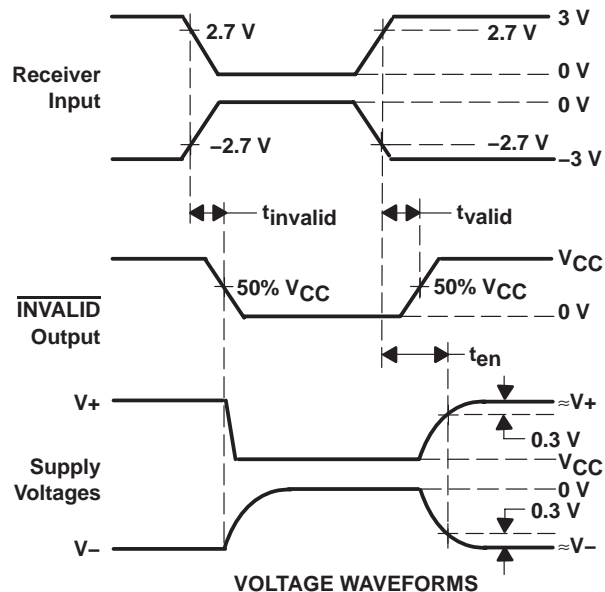 3 V
2.7 V
2.7 V
Receiver
Input
0 V
0 V
–2.7 V
–2.7 V
–3 V
tinvalid
tvalid
VCC
50% VCC
50% VCC
INVALID
Output
0 V
ten
V+
≈V+
0.3 V
Supply
Voltages
VCC
0 V
0.3 V
V–
≈V–
VOLTAGE WAVEFORMS